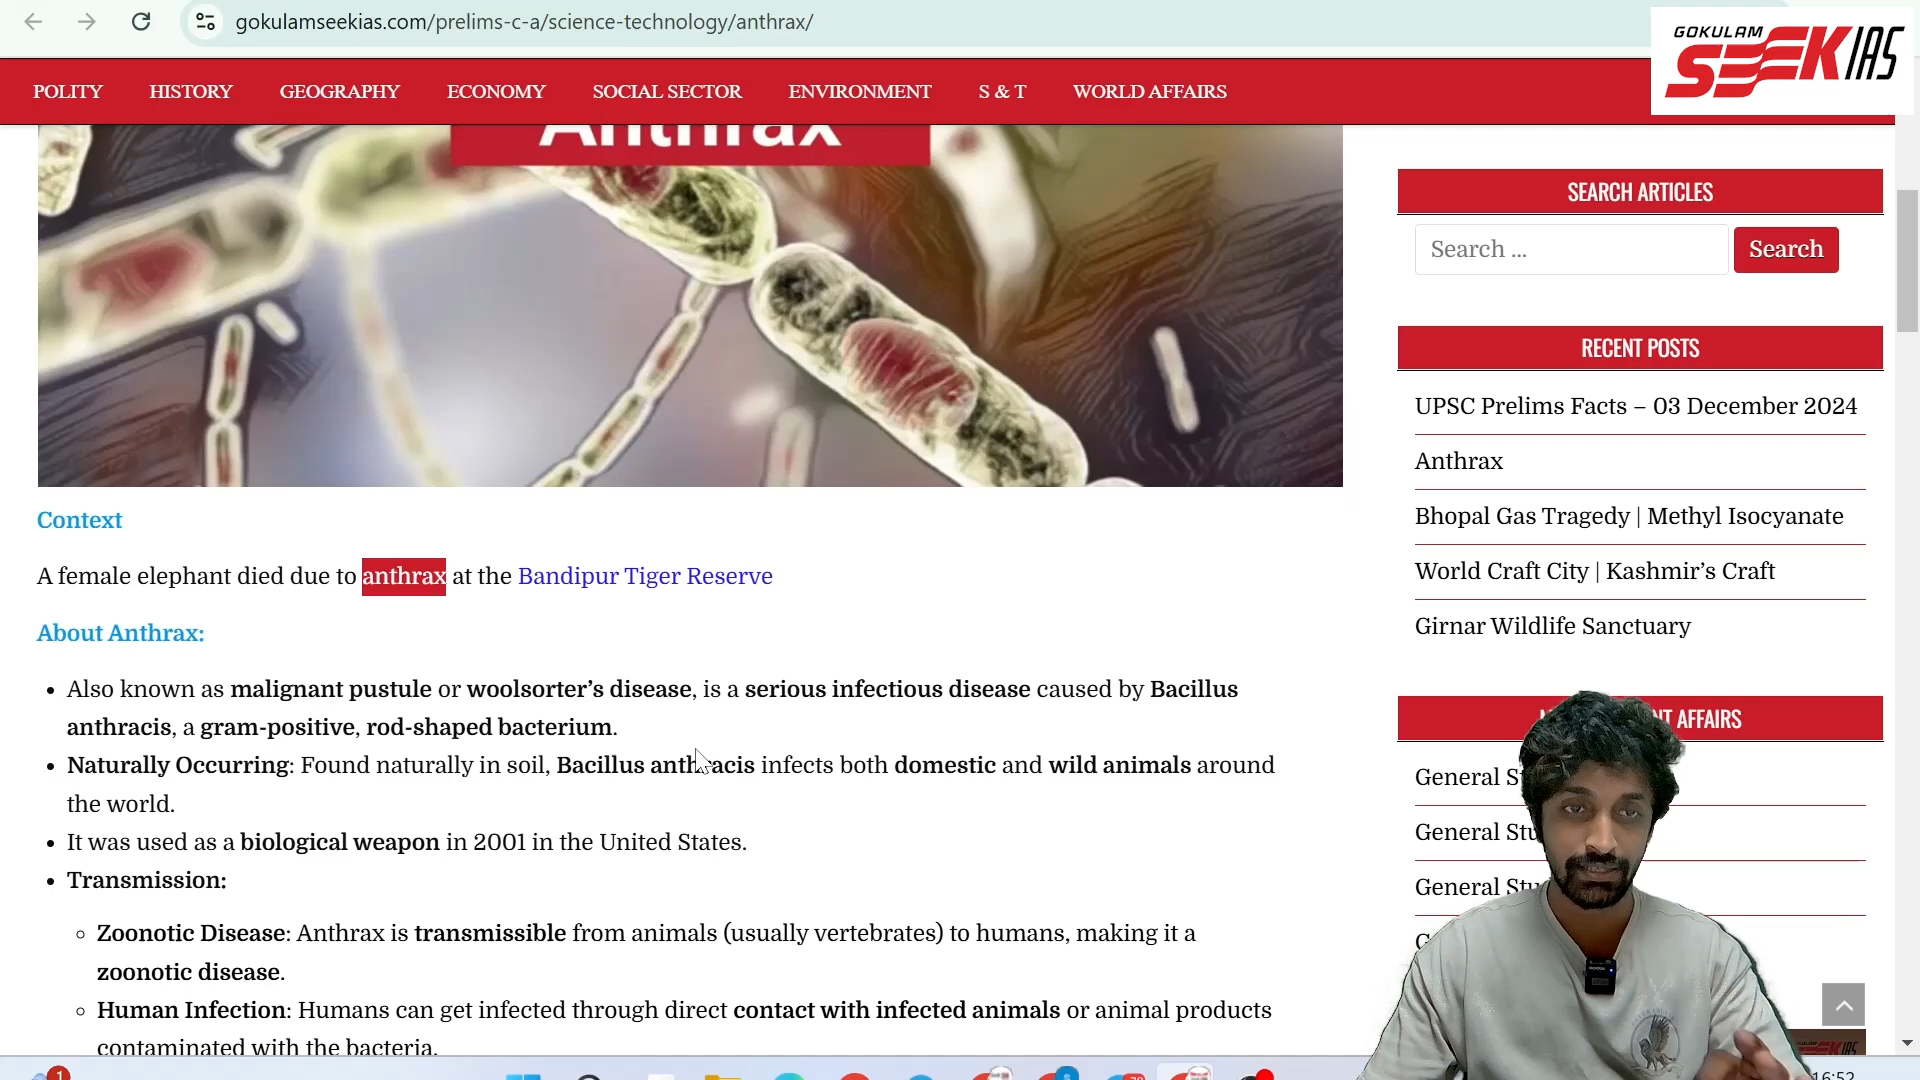 gokulamseekias.com/prelims-c-a/science-technology/anthrax/
GOKULAM
SEEKIAS
POLITY HISTORY GEOGRAPHY ECONOMY SOCIAL SECTOR ENVIRONMENT S & T WORLD AFFAIRS
Anthrax
SEARCH ARTICLES
Search ... Search
RECENT POSTS
UPSC Prelims Facts – 03 December 2024
Anthrax
Bhopal Gas Tragedy | Methyl Isocyanate
World Craft City | Kashmir’s Craft
Girnar Wildlife Sanctuary
Context
A female elephant died due to anthrax at the Bandipur Tiger Reserve
About Anthrax:
• Also known as malignant pustule or woolsorter’s disease, is a serious infectious disease caused by Bacillus
anthracis, a gram-positive, rod-shaped bacterium.
• Naturally Occurring: Found naturally in soil, Bacillus anthracis infects both domestic and wild animals around
the world.
• It was used as a biological weapon in 2001 in the United States.
• Transmission:
◦ Zoonotic Disease: Anthrax is transmissible from animals (usually vertebrates) to humans, making it a
zoonotic disease.
◦ Human Infection: Humans can get infected through direct contact with infected animals or animal products
contaminated with the bacteria.
AFFAIRS
General
General
General
1
16:52